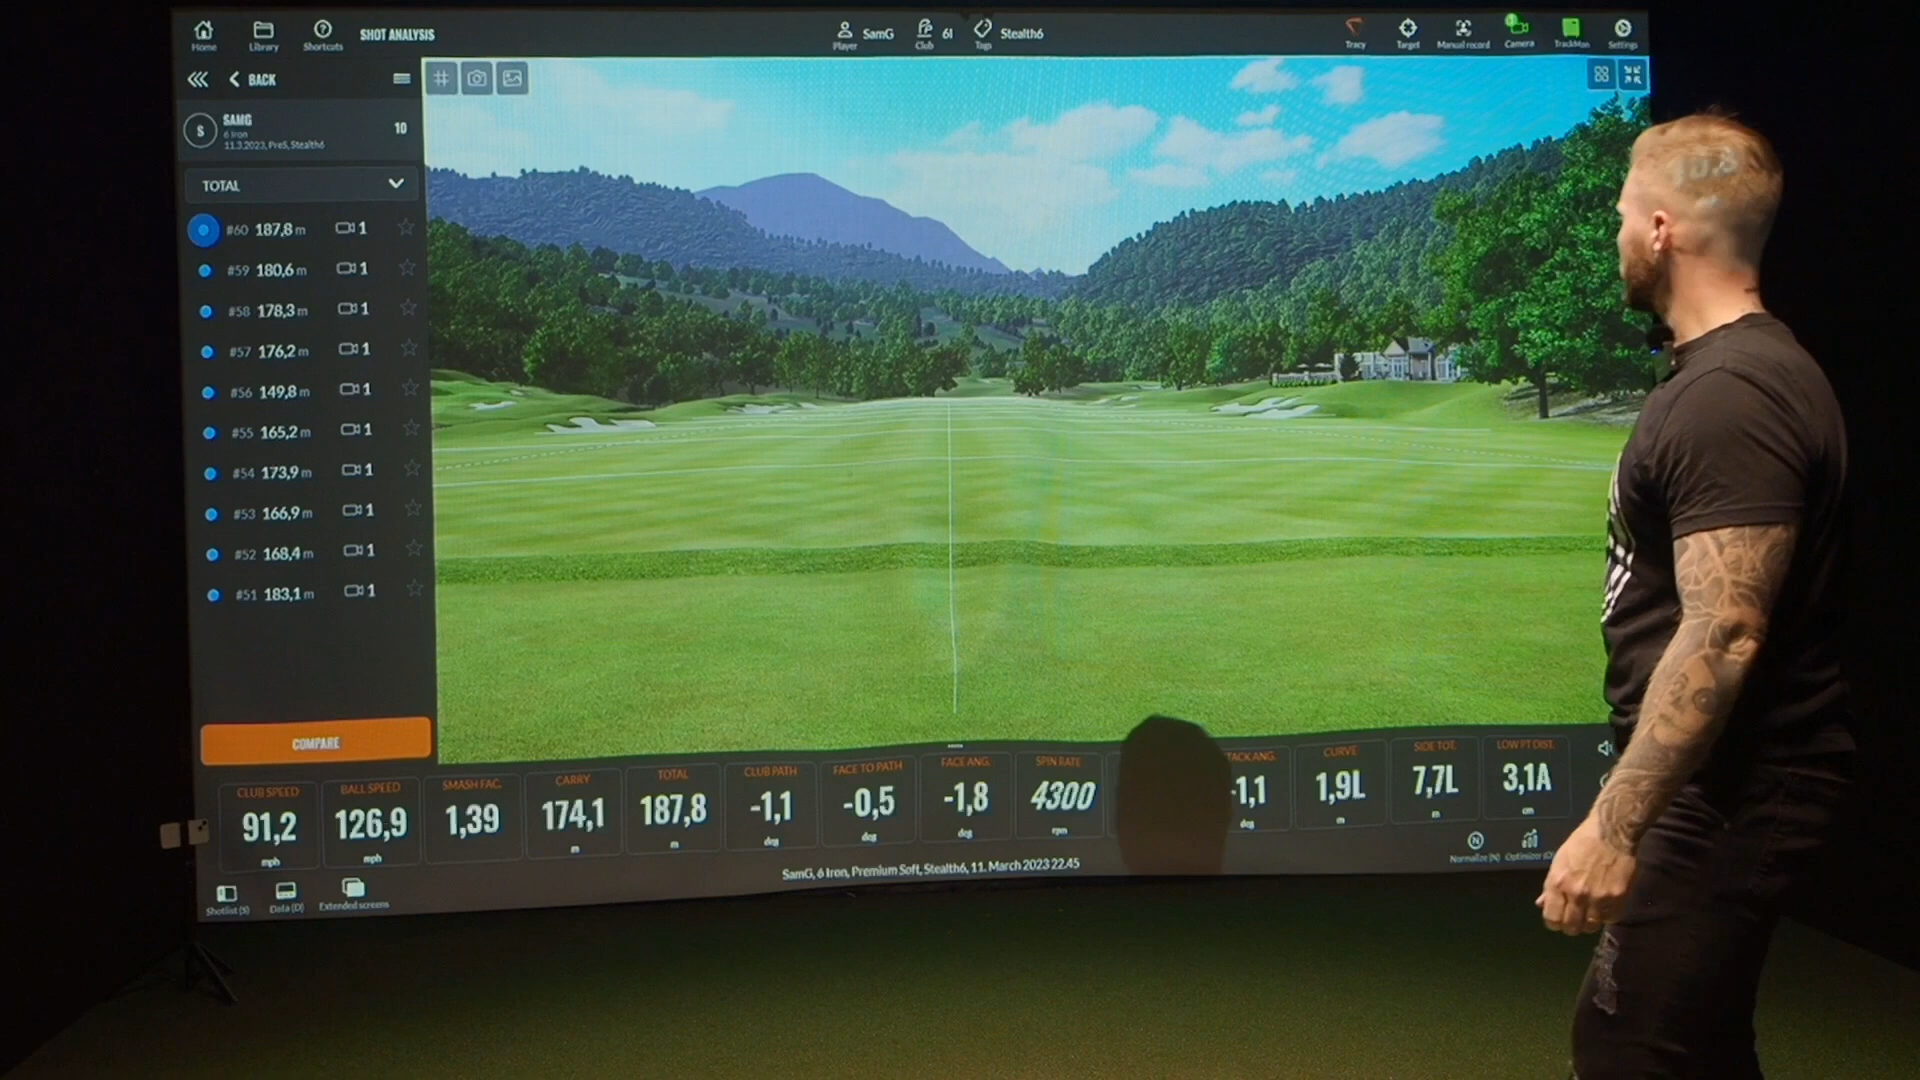 Home Library Shortcuts SHOT ANALYSIS Player SamG Club 6I Tags Stealth6 Tracy Target Manual record Camera TrackMan Settings
BACK
S SAMG 10
6 Iron
11.3.2023, PreS, Stealth6
TOTAL
#60 187,8 m 1
#59 180,6 m 1
#58 178,3 m 1
#57 176,2 m 1
#56 149,8 m 1
#55 165,2 m 1
#54 173,9 m 1
#53 166,9 m 1
#52 168,4 m 1
#51 183,1 m 1
COMPARE
CLUB SPEED BALL SPEED SMASH FAC. CARRY TOTAL CLUB PATH FACE TO PATH FACE ANG. SPIN RATE TACK ANG. CURVE SIDE TOT. LOW PT DIST.
91,2 126,9 1,39 174,1 187,8 -1,1 -0,5 -1,8 4300 -1,1 1,9L 7,7L 3,1A
mph mph m m deg deg deg rpm deg m m cm
SamG, 6 Iron, Premium Soft, Stealth6, 11. March 2023 22.45
Normalize (N) Optimizer (O)
Shotlist (S) Data (D) Extended screens
10,8